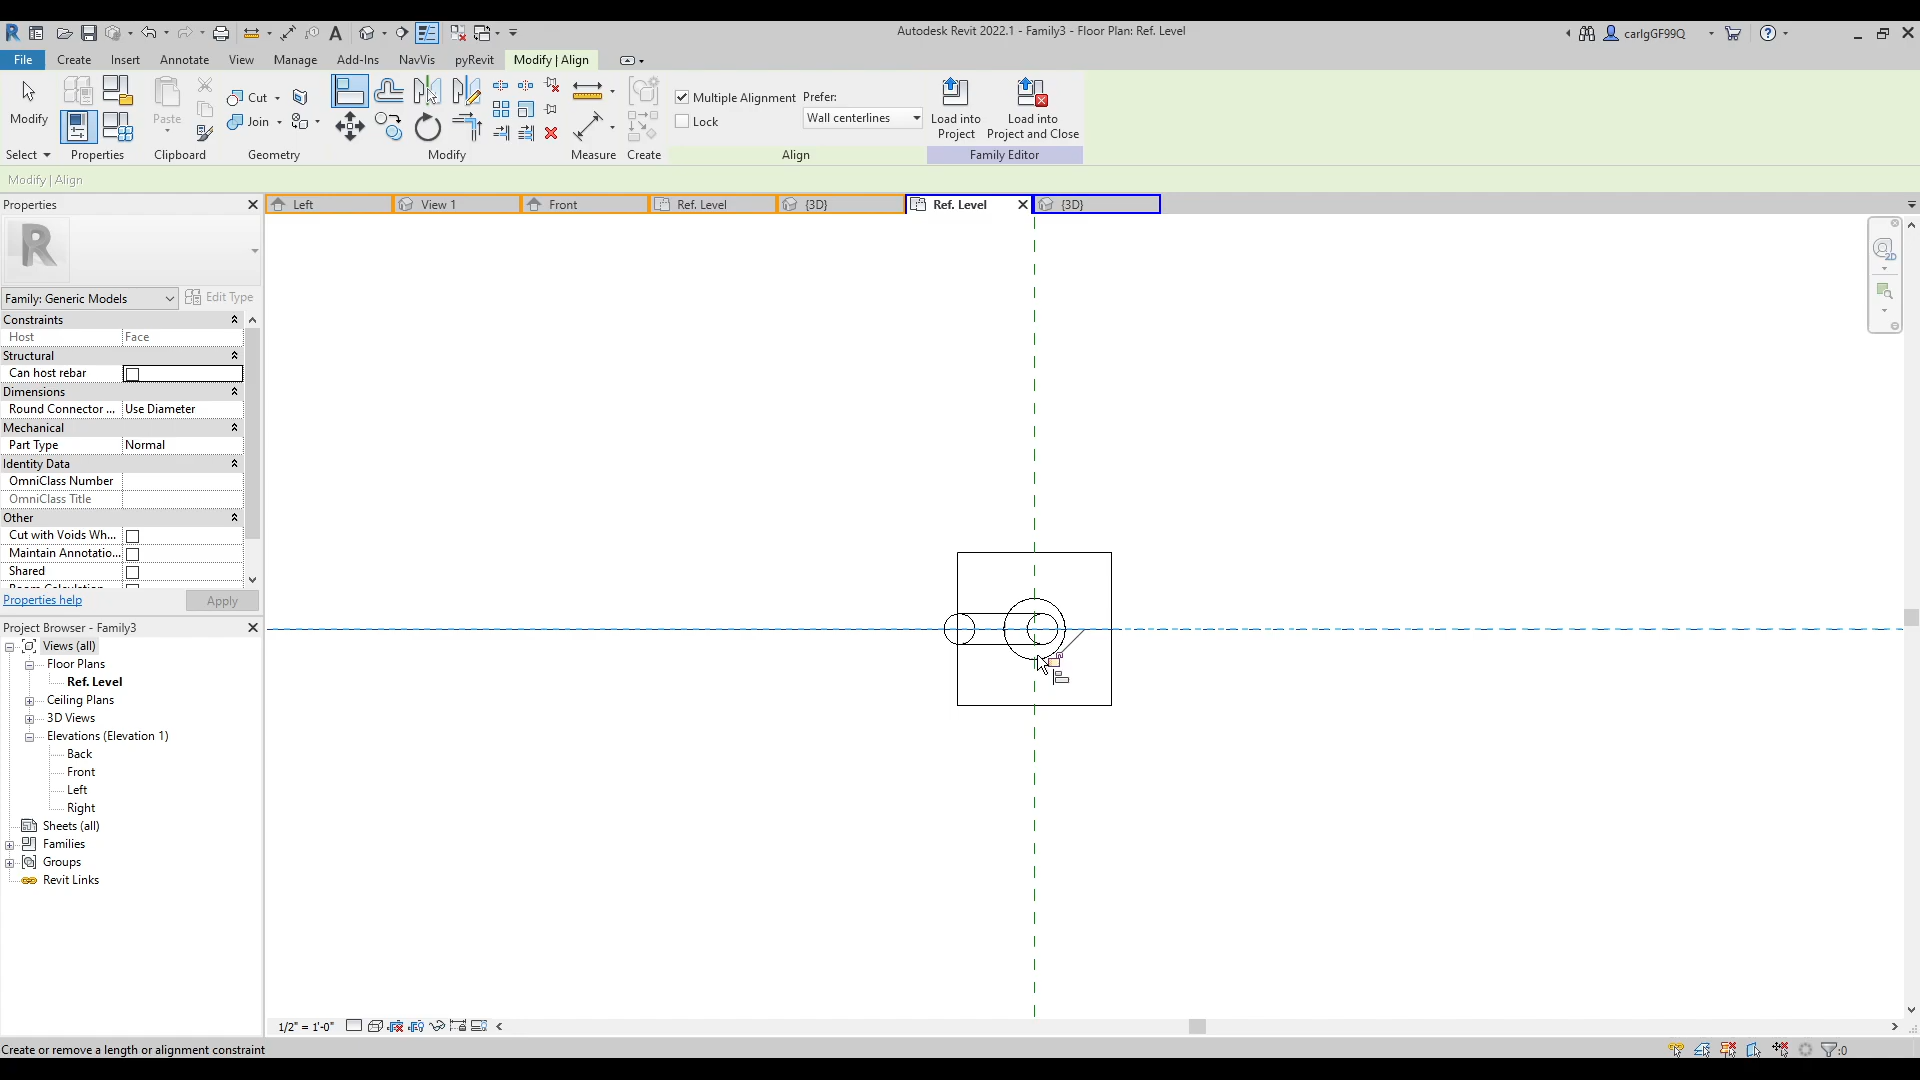 Autodesk Revit 2022.1 - Family3 - Floor Plan: Ref. Level
carlgGF99Q
File Create Insert Annotate View Manage Add-Ins NavVis pyRevit Modify | Align
Modify
Paste
Cut
Join
Multiple Alignment
Lock
Prefer:
Wall centerlines
Load into
Project
Load into
Project and Close
Select Properties Clipboard Geometry Modify Measure Create Align Family Editor
Modify | Align
Properties
Left View 1 Front Ref. Level {3D} Ref. Level {3D}
2D
Family: Generic Models Edit Type
Constraints
Host Face
Structural
Can host rebar
Dimensions
Round Connector ... Use Diameter
Mechanical
Part Type Normal
Identity Data
OmniClass Number
OmniClass Title
Other
Cut with Voids Wh...
Maintain Annotatio...
Shared
Properties help Apply
Project Browser - Family3
Views (all)
Floor Plans
Ref. Level
Ceiling Plans
3D Views
Elevations (Elevation 1)
Back
Front
Left
Right
Sheets (all)
Families
Groups
Revit Links
1/2" = 1'-0"
Create or remove a length or alignment constraint
:0